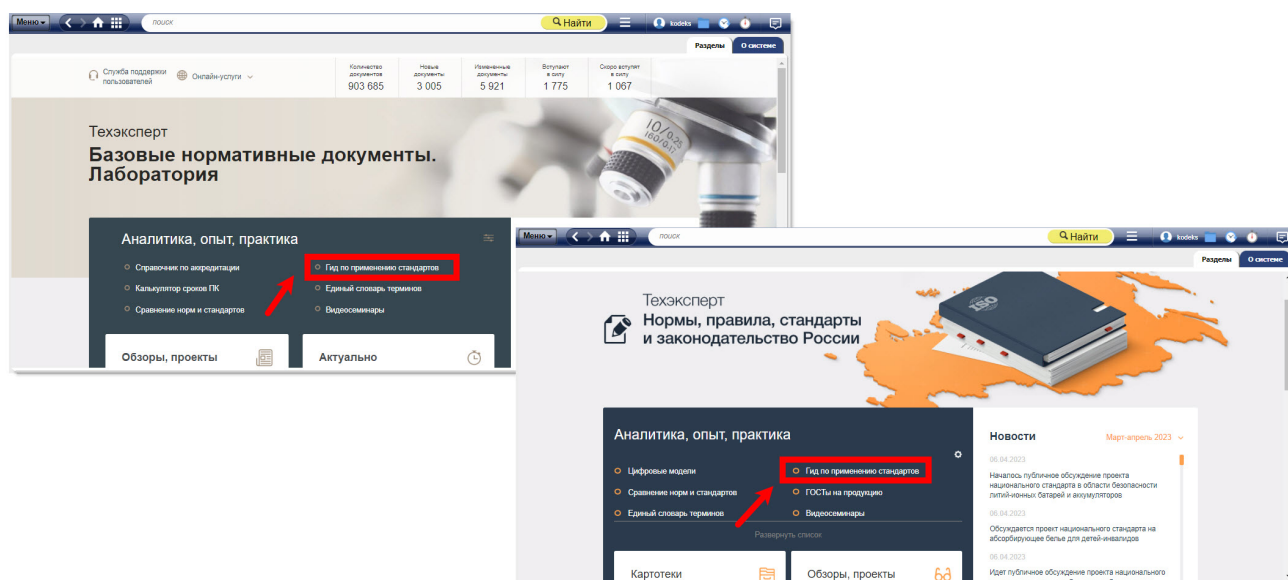 Меню
поиск
Найти
kodeks
Разделы
О системе
Служба поддержки
пользователей
Онлайн-услуги
Количество
документов
903 685
Новые
документы
3 005
Измененные
документы
5 921
Вступают
в силу
1 775
Скоро вступят
в силу
1 067
10/0.25
160/0.17
Техэксперт
Базовые нормативные документы.
Лаборатория
Аналитика, опыт, практика
Справочник по аккредитации
Гид по применению стандартов
Калькулятор сроков ПК
Единый словарь терминов
Сравнение норм и стандартов
Видеосеминары
Обзоры, проекты
Актуально
Меню
поиск
Найти
kodeks
Разделы
О системе
Техэксперт
Нормы, правила, стандарты
и законодательство России
ISO
Аналитика, опыт, практика
Цифровые модели
Гид по применению стандартов
Сравнение норм и стандартов
ГОСТы на продукцию
Единый словарь терминов
Видеосеминары
Развернуть список
Картотеки
Обзоры, проекты
Новости
Март-апрель 2023
06.04.2023
Началось публичное обсуждение проекта
национального стандарта в области безопасности
литий-ионных батарей и аккумуляторов
06.04.2023
Обсуждается проект национального стандарта на
абсорбирующее белье для детей-инвалидов
06.04.2023
Идет публичное обсуждение проекта национального